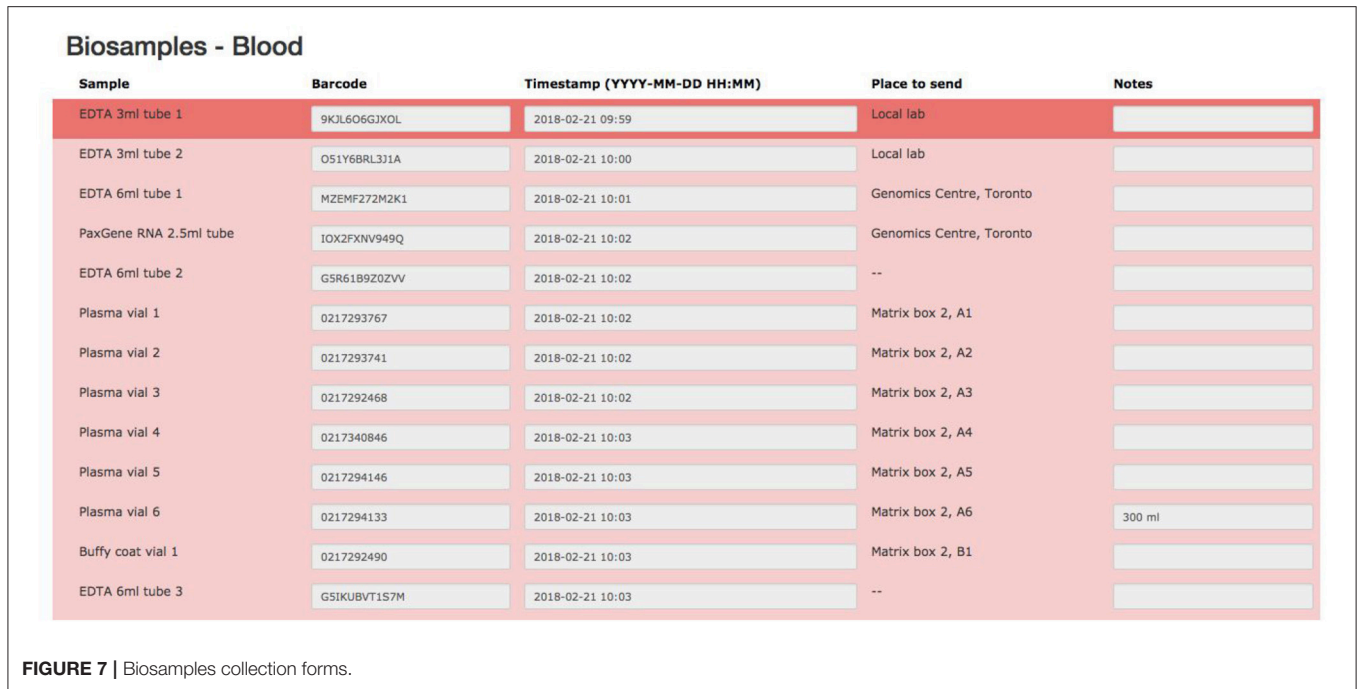 Biosamples - Blood
Sample Barcode Timestamp (YYYY-MM-DD HH:MM) Place to send Notes
EDTA 3ml tube 1 9KJL6O6GJXOL 2018-02-21 09:59 Local lab
EDTA 3ml tube 2 O51Y6BRL3J1A 2018-02-21 10:00 Local lab
EDTA 6ml tube 1 MZEMF272M2K1 2018-02-21 10:01 Genomics Centre, Toronto
PaxGene RNA 2.5ml tube IOX2FXNV949Q 2018-02-21 10:02 Genomics Centre, Toronto
EDTA 6ml tube 2 G5R61B9Z0ZVV 2018-02-21 10:02 --
Plasma vial 1 0217293767 2018-02-21 10:02 Matrix box 2, A1
Plasma vial 2 0217293741 2018-02-21 10:02 Matrix box 2, A2
Plasma vial 3 0217292468 2018-02-21 10:02 Matrix box 2, A3
Plasma vial 4 0217340846 2018-02-21 10:03 Matrix box 2, A4
Plasma vial 5 0217294146 2018-02-21 10:03 Matrix box 2, A5
Plasma vial 6 0217294133 2018-02-21 10:03 Matrix box 2, A6 300 ml
Buffy coat vial 1 0217292490 2018-02-21 10:03 Matrix box 2, B1
EDTA 6ml tube 3 G5IKUBVT1S7M 2018-02-21 10:03 --
FIGURE 7 | Biosamples collection forms.